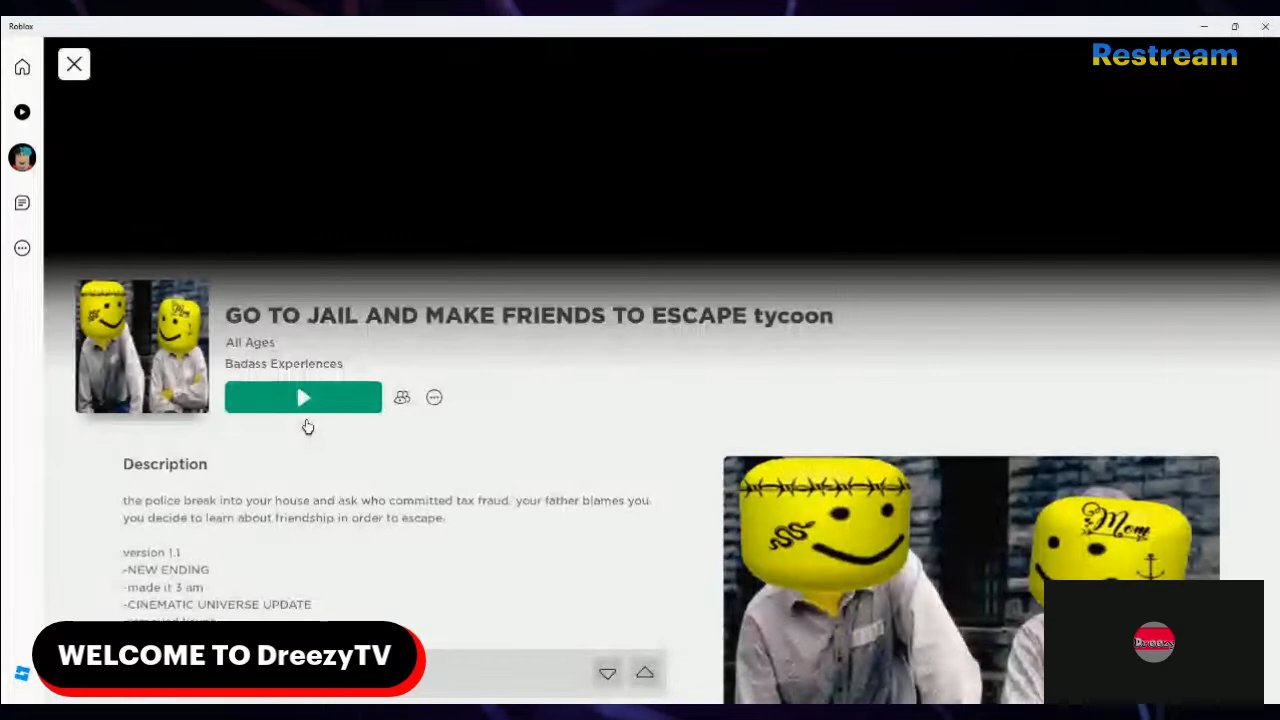 Roblox
Restream
GO TO JAIL AND MAKE FRIENDS TO ESCAPE tycoon
All Ages
Badass Experiences
Description
the police break into your house and ask who committed tax fraud. your father blames you.
you decide to learn about friendship in order to escape.
version 1.1
-NEW ENDING
-made it 3 am
-CINEMATIC UNIVERSE UPDATE
Mom
Mom
WELCOME TO DreezyTV
Dreezy